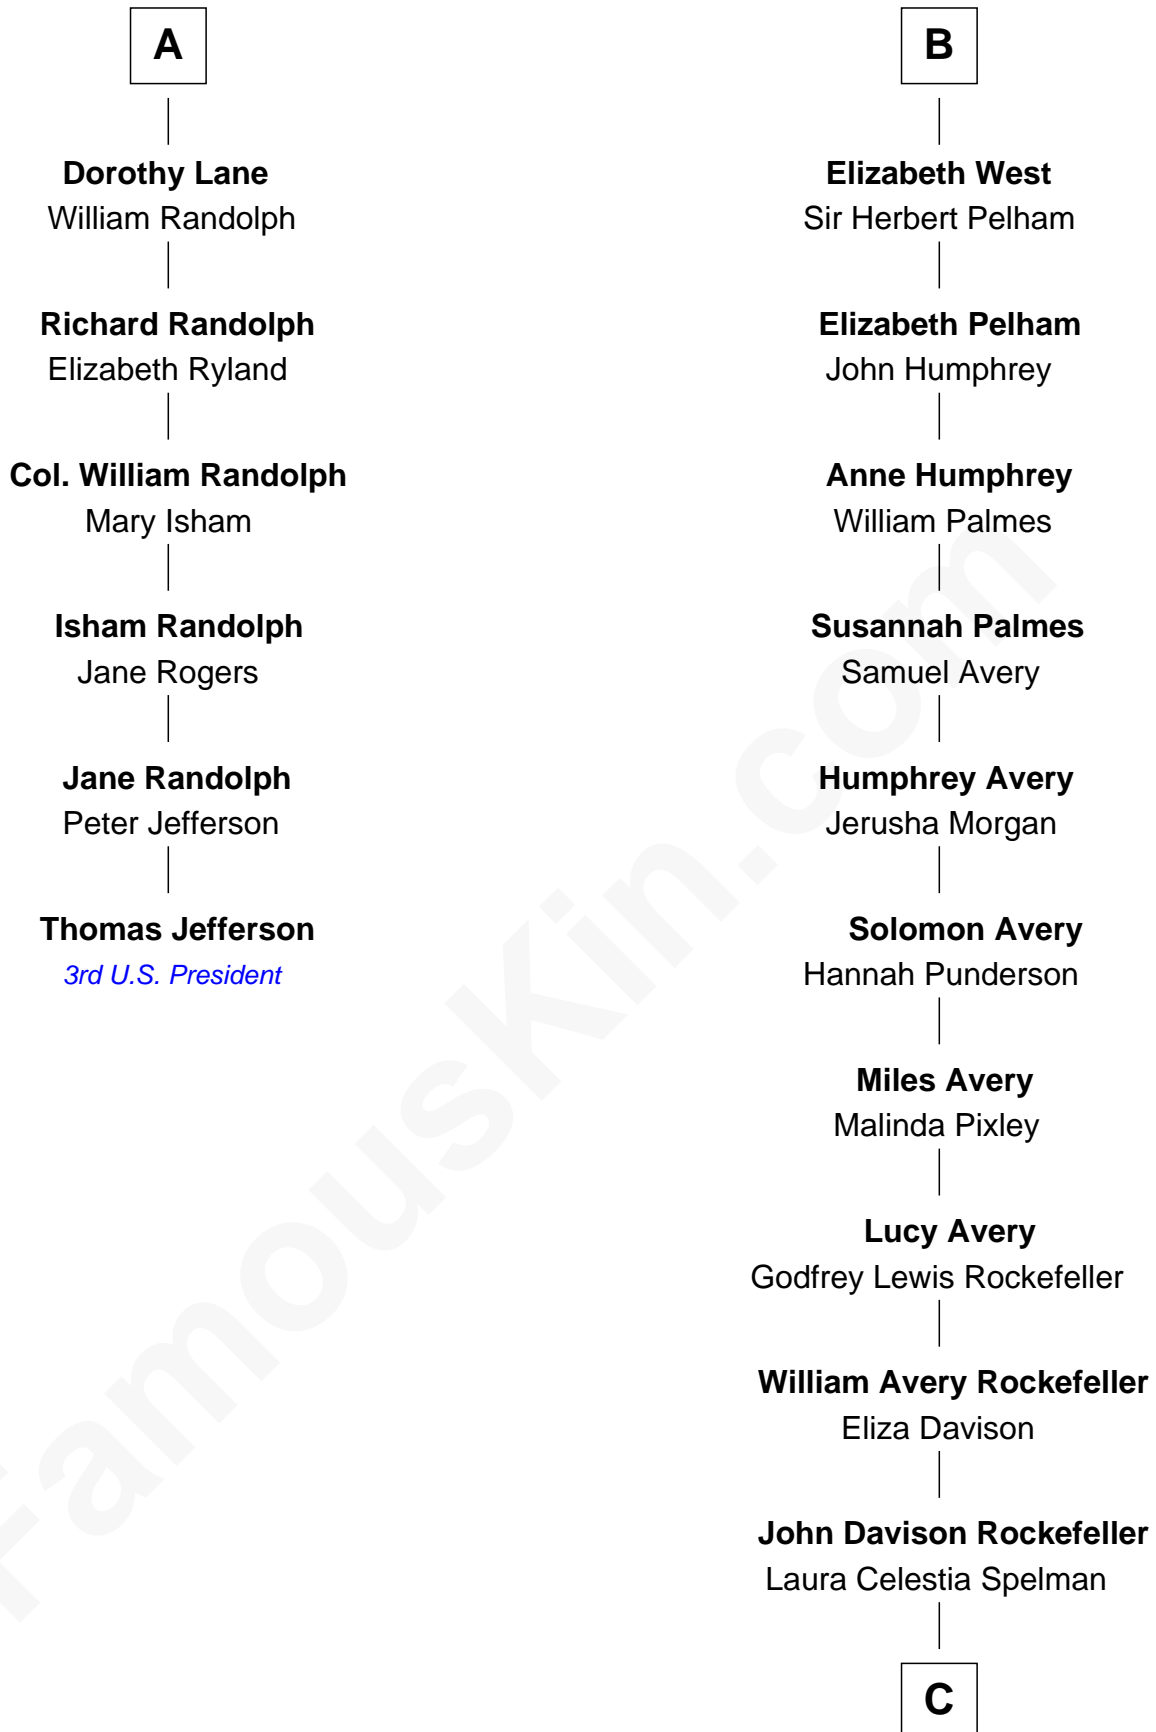 A
Dorothy Lane
William Randolph
Richard Randolph
Elizabeth Ryland
Col. William Randolph
Mary Isham
Isham Randolph
Jane Rogers
Jane Randolph
Peter Jefferson
Thomas Jefferson
3rd U.S. President
B
Elizabeth West
Sir Herbert Pelham
Elizabeth Pelham
John Humphrey
Anne Humphrey
William Palmes
Susannah Palmes
Samuel Avery
Humphrey Avery
Jerusha Morgan
Solomon Avery
Hannah Punderson
Miles Avery
Malinda Pixley
Lucy Avery
Godfrey Lewis Rockefeller
William Avery Rockefeller
Eliza Davison
John Davison Rockefeller
Laura Celestia Spelman
C
FamousKin.com